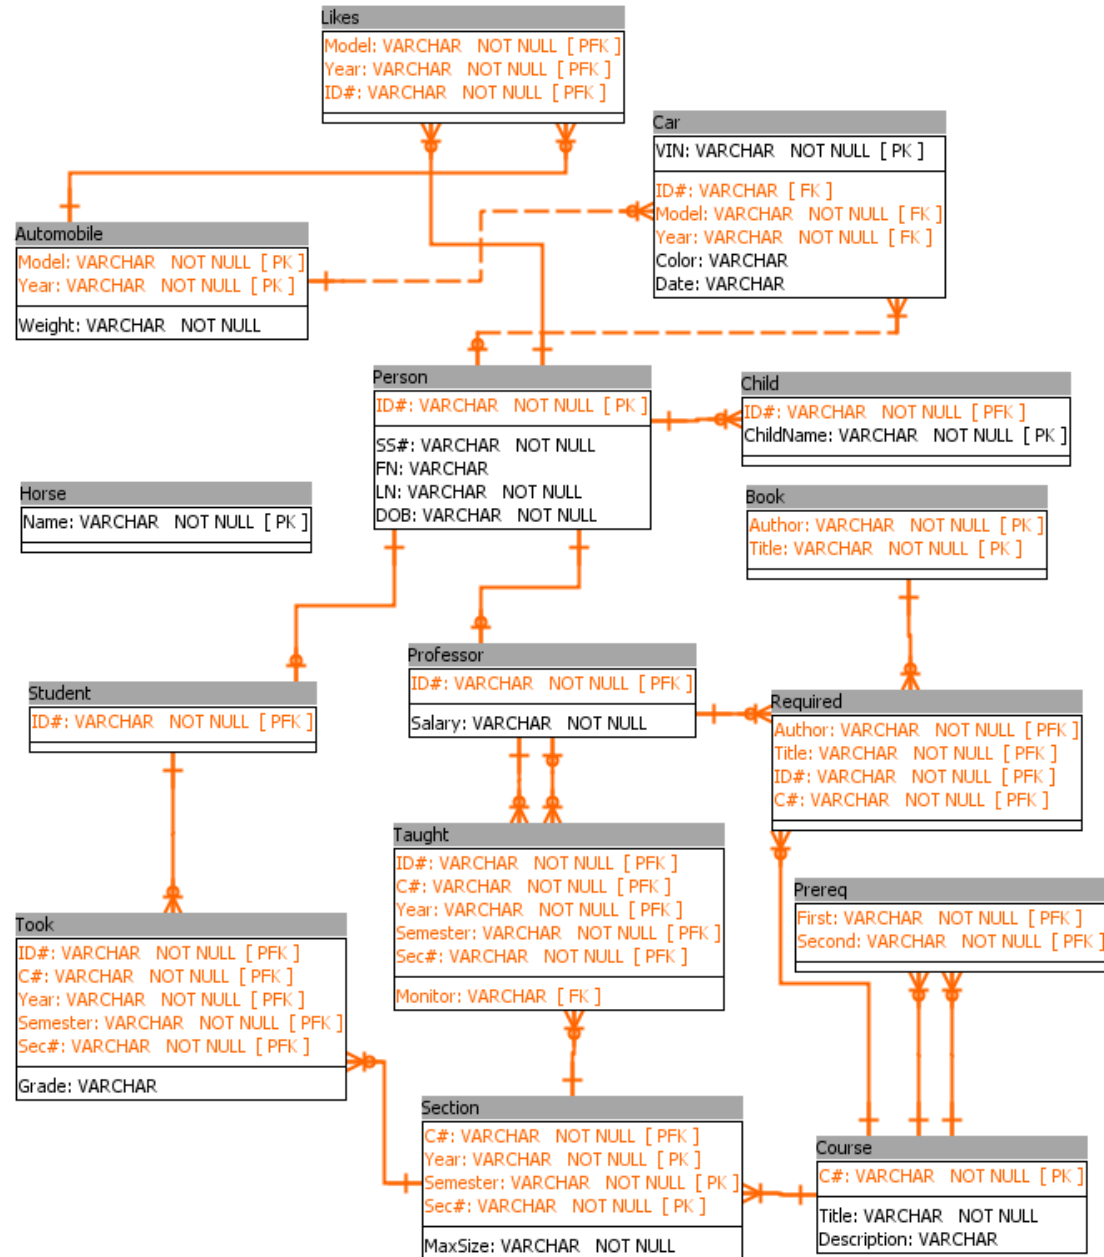 Likes
Model: VARCHAR NOT NULL [ PFK ]
Year: VARCHAR NOT NULL [ PFK ]
ID#: VARCHAR NOT NULL [ PFK ]
Car
VIN: VARCHAR NOT NULL [ PK ]
ID#: VARCHAR [ FK ]
Model: VARCHAR NOT NULL [ FK ]
Year: VARCHAR NOT NULL [ FK ]
Color: VARCHAR
Date: VARCHAR
Automobile
Model: VARCHAR NOT NULL [ PK ]
Year: VARCHAR NOT NULL [ PK ]
Weight: VARCHAR NOT NULL
Person
ID#: VARCHAR NOT NULL [ PK ]
SS#: VARCHAR NOT NULL
FN: VARCHAR
LN: VARCHAR NOT NULL
DOB: VARCHAR NOT NULL
Child
ID#: VARCHAR NOT NULL [ PFK ]
ChildName: VARCHAR NOT NULL [ PK ]
Horse
Name: VARCHAR NOT NULL [ PK ]
Book
Author: VARCHAR NOT NULL [ PK ]
Title: VARCHAR NOT NULL [ PK ]
Student
ID#: VARCHAR NOT NULL [ PFK ]
Professor
ID#: VARCHAR NOT NULL [ PFK ]
Salary: VARCHAR NOT NULL
Required
Author: VARCHAR NOT NULL [ PFK ]
Title: VARCHAR NOT NULL [ PFK ]
ID#: VARCHAR NOT NULL [ PFK ]
C#: VARCHAR NOT NULL [ PFK ]
Taught
ID#: VARCHAR NOT NULL [ PFK ]
C#: VARCHAR NOT NULL [ PFK ]
Year: VARCHAR NOT NULL [ PFK ]
Semester: VARCHAR NOT NULL [ PFK ]
Sec#: VARCHAR NOT NULL [ PFK ]
Monitor: VARCHAR [ FK ]
Prereq
First: VARCHAR NOT NULL [ PFK ]
Second: VARCHAR NOT NULL [ PFK ]
Took
ID#: VARCHAR NOT NULL [ PFK ]
C#: VARCHAR NOT NULL [ PFK ]
Year: VARCHAR NOT NULL [ PFK ]
Semester: VARCHAR NOT NULL [ PFK ]
Sec#: VARCHAR NOT NULL [ PFK ]
Grade: VARCHAR
Section
C#: VARCHAR NOT NULL [ PFK ]
Year: VARCHAR NOT NULL [ PK ]
Semester: VARCHAR NOT NULL [ PK ]
Sec#: VARCHAR NOT NULL [ PK ]
MaxSize: VARCHAR NOT NULL
Course
C#: VARCHAR NOT NULL [ PK ]
Title: VARCHAR NOT NULL
Description: VARCHAR